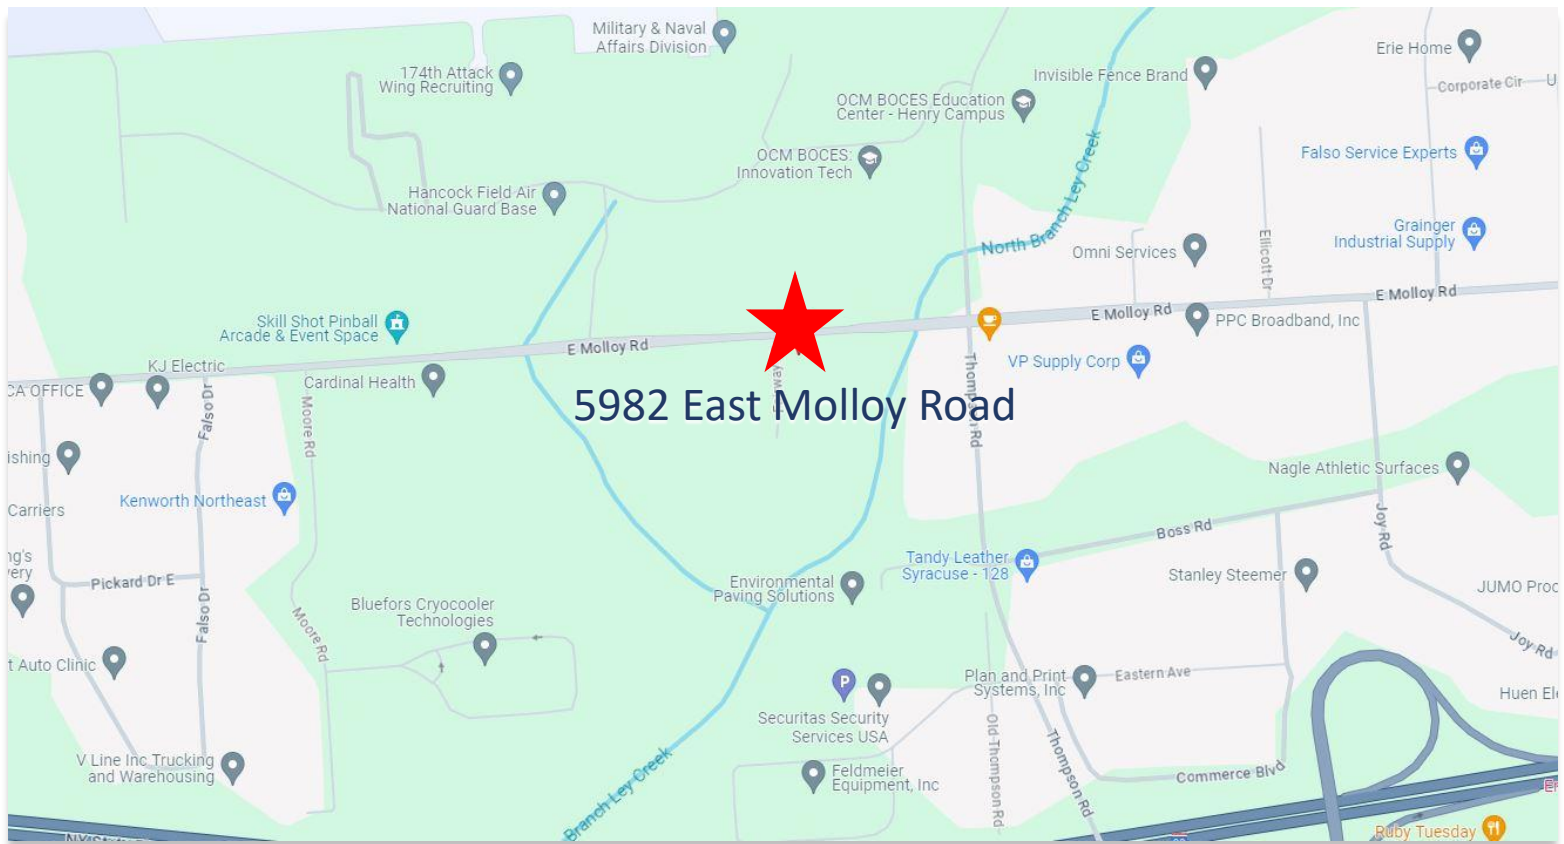 Military & Naval
Affairs Division
Erie Home
174th Attack
Wing Recruiting
Invisible Fence Brand
Corporate Cir
U
OCM BOCES Education
Center - Henry Campus
OCM BOCES:
Innovation Tech
Falso Service Experts
Hancock Field Air
National Guard Base
North Branch Ley Creek
Grainger
Industrial Supply
Omni Services
Ellicott Dr
E Molloy Rd
E Molloy Rd
PPC Broadband, Inc
Skill Shot Pinball
Arcade & Event Space
E Molloy Rd
VP Supply Corp
KJ Electric
CA OFFICE
Cardinal Health
5982 East Molloy Road
Falso Dr
Moore Rd
Thompson Rd
ishing
Nagle Athletic Surfaces
Kenworth Northeast
Carriers
Boss Rd
Joy Rd
ng's
ery
Pickard Dr E
Tandy Leather
Syracuse - 128
Stanley Steemer
Environmental
Paving Solutions
JUMO Proc
Bluefors Cryocooler
Technologies
Falso Dr
Moore Rd
Joy Rd
t Auto Clinic
P
Plan and Print
Systems, Inc
Eastern Ave
Huen Ele
Securitas Security
Services USA
Old Thompson Rd
Thompson Rd
V Line Inc Trucking
and Warehousing
Feldmeier
Equipment, Inc
Commerce Blvd
Branch Ley Creek
Ruby Tuesday